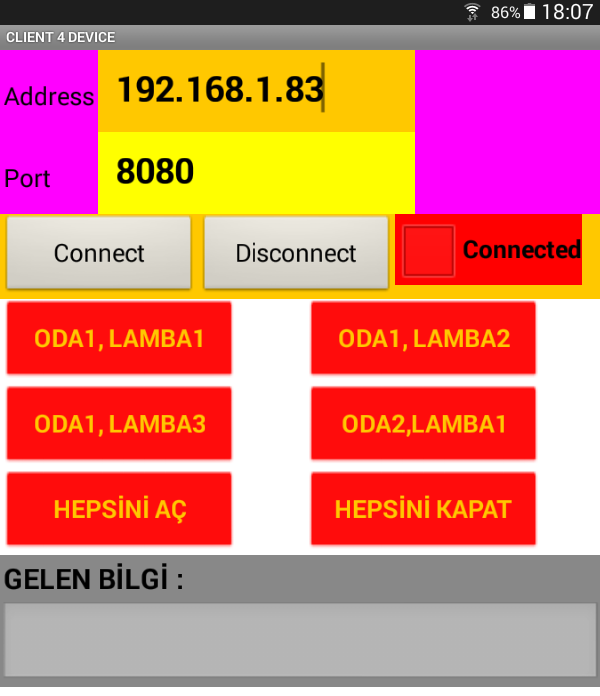 86% 18:07
CLIENT 4 DEVICE
Address 192.168.1.83
Port 8080
Connect Disconnect Connected
ODA1, LAMBA1 ODA1, LAMBA2
ODA1, LAMBA3 ODA2,LAMBA1
HEPSİNİ AÇ HEPSİNİ KAPAT
GELEN BİLGİ :